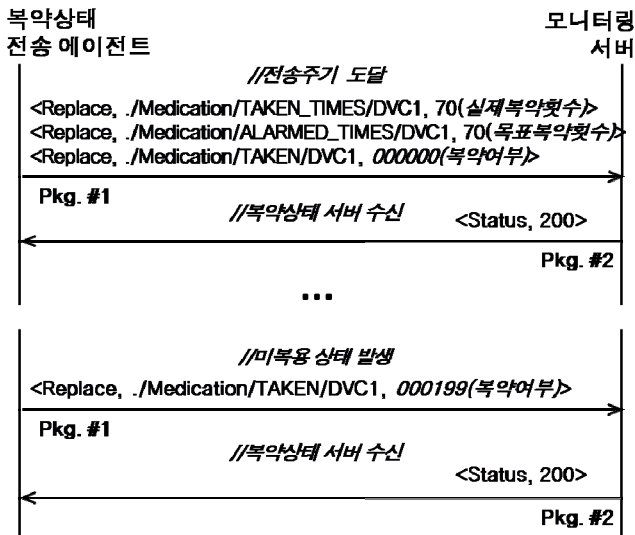 복약상태
전송 에이전트
모니터링
서버
//전송주기 도달
<Replace, ./Medication/TAKEN_TIMES/DVC1, 70(실제복약횟수)>
<Replace, ./Medication/ALARMED_TIMES/DVC1, 70(목표복약횟수)>
<Replace, ./Medication/TAKEN/DVC1, 000000(복약여부)>
Pkg. #1
//복약상태 서버 수신
<Status, 200>
Pkg. #2
...
//미복용 상태 발생
<Replace, ./Medication/TAKEN/DVC1, 000199(복약여부)>
Pkg. #1
//복약상태 서버 수신
<Status, 200>
Pkg. #2